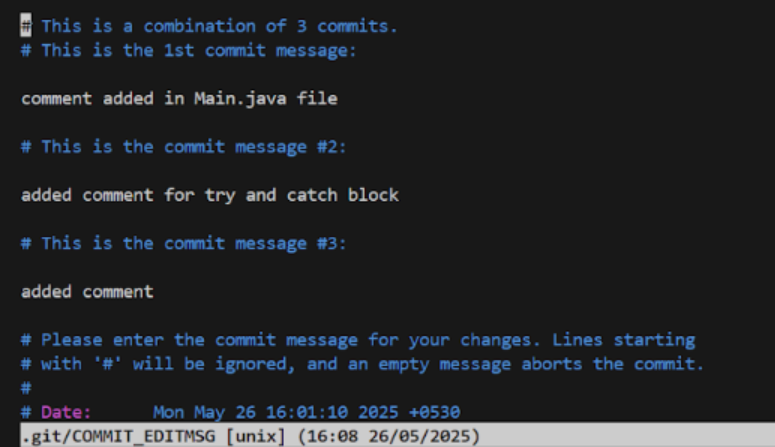 # This is a combination of 3 commits.
# This is the 1st commit message:
comment added in Main.java file
# This is the commit message #2:
added comment for try and catch block
# This is the commit message #3:
added comment
# Please enter the commit message for your changes. Lines starting
# with '#' will be ignored, and an empty message aborts the commit.
#
# Date:      Mon May 26 16:01:10 2025 +0530
.git/COMMIT_EDITMSG [unix] (16:08 26/05/2025)